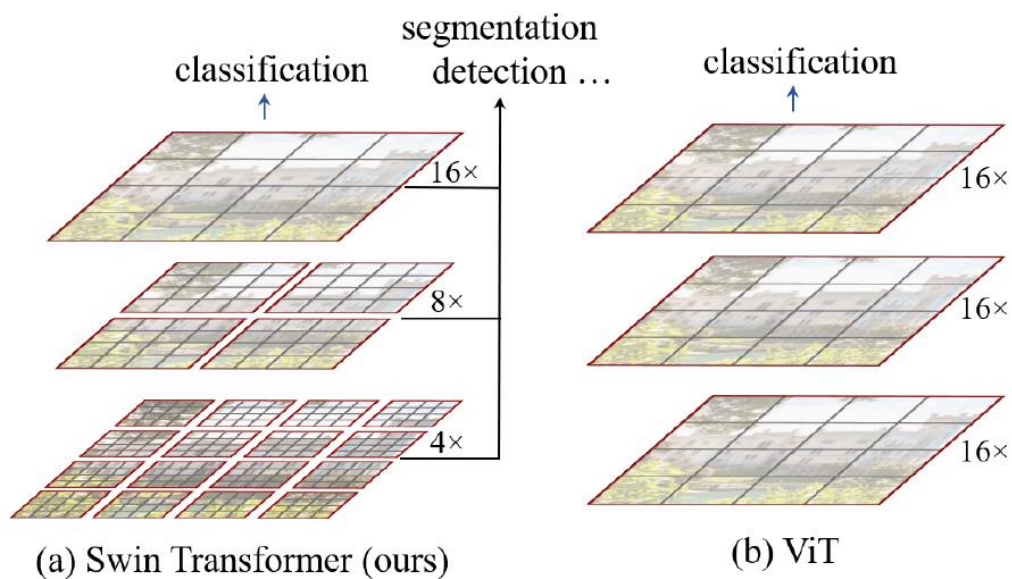 segmentation
detection ...
classification
16×
8×
4×
(a) Swin Transformer (ours)
classification
16×
16×
16×
(b) ViT